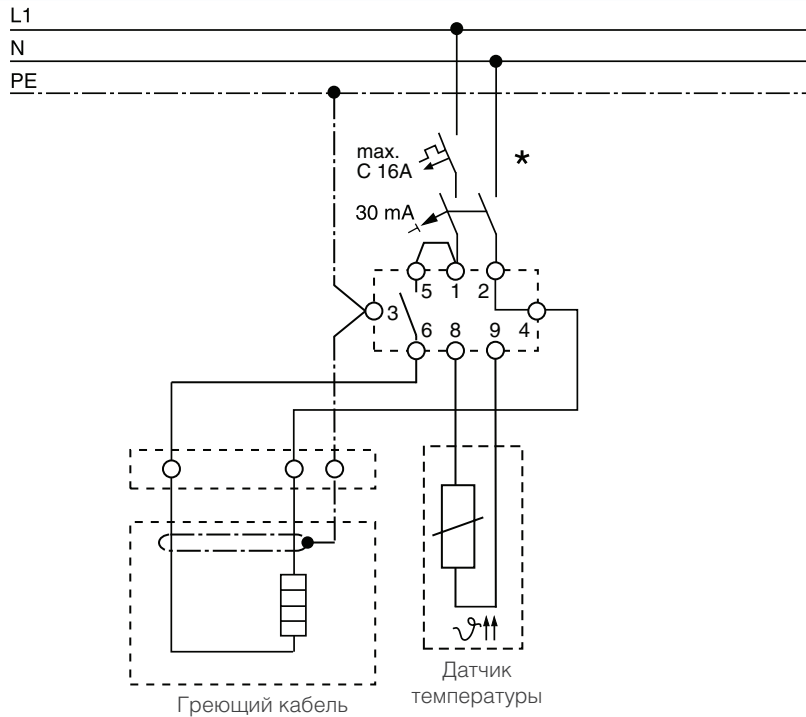 L1
N
PE
max.
C 16A
*
30 mA
5 1 2
3
4
6 8 9
ϑ
Греющий кабель
Датчик
температуры